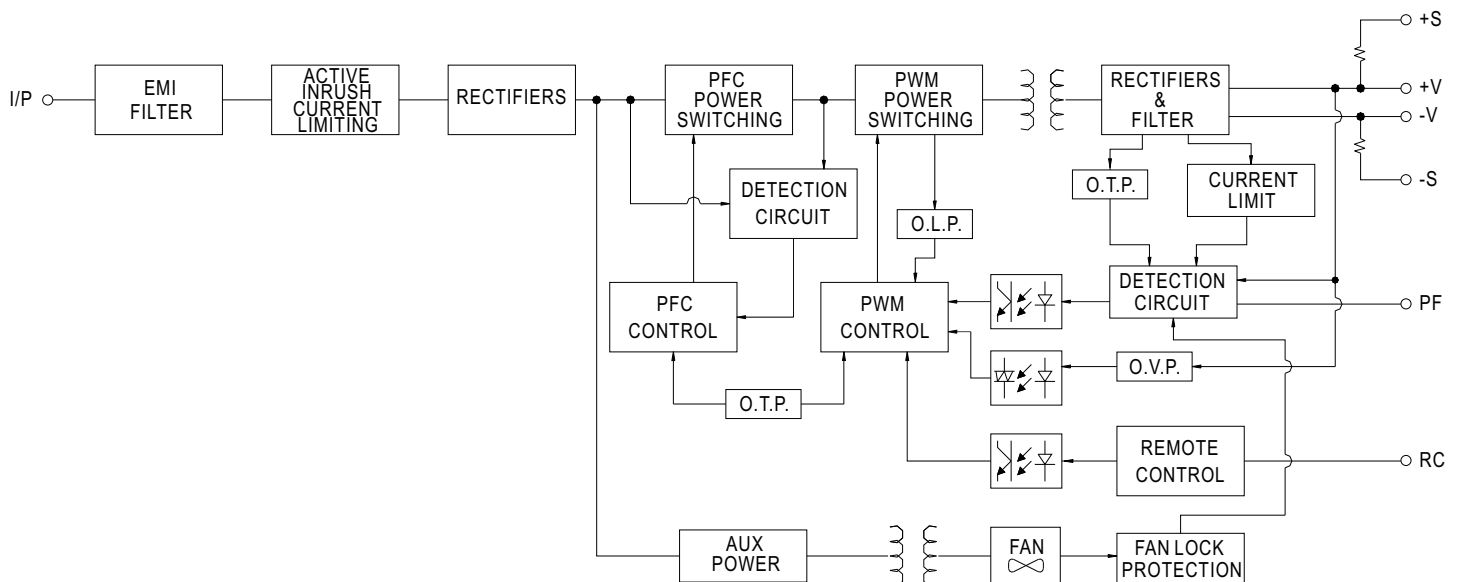 +S
I/P
EMI
FILTER
ACTIVE
INRUSH
CURRENT
LIMITING
RECTIFIERS
PFC
POWER
SWITCHING
PWM
POWER
SWITCHING
RECTIFIERS
&
FILTER
+V
-V
DETECTION
CIRCUIT
O.L.P.
O.T.P.
CURRENT
LIMIT
-S
PFC
CONTROL
PWM
CONTROL
DETECTION
CIRCUIT
PF
O.T.P.
O.V.P.
REMOTE
CONTROL
RC
AUX
POWER
FAN
FAN LOCK
PROTECTION